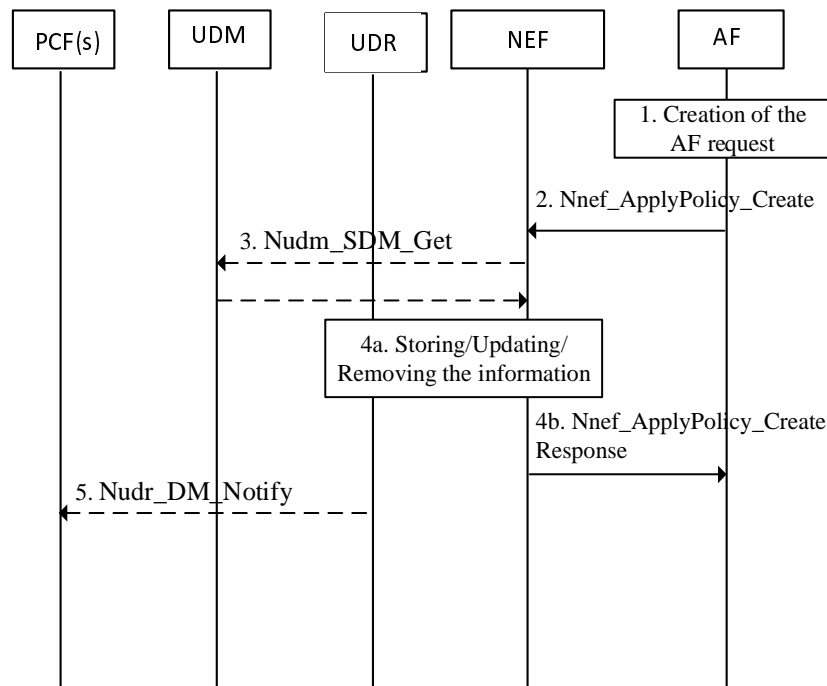 PCF(s)
UDM
UDR
NEF
AF
1. Creation of the
AF request
2. Nnef_ApplyPolicy_Create
3. Nudm_SDM_Get
4a. Storing/Updating/
Removing the information
4b. Nnef_ApplyPolicy_Create
Response
5. Nudr_DM_Notify